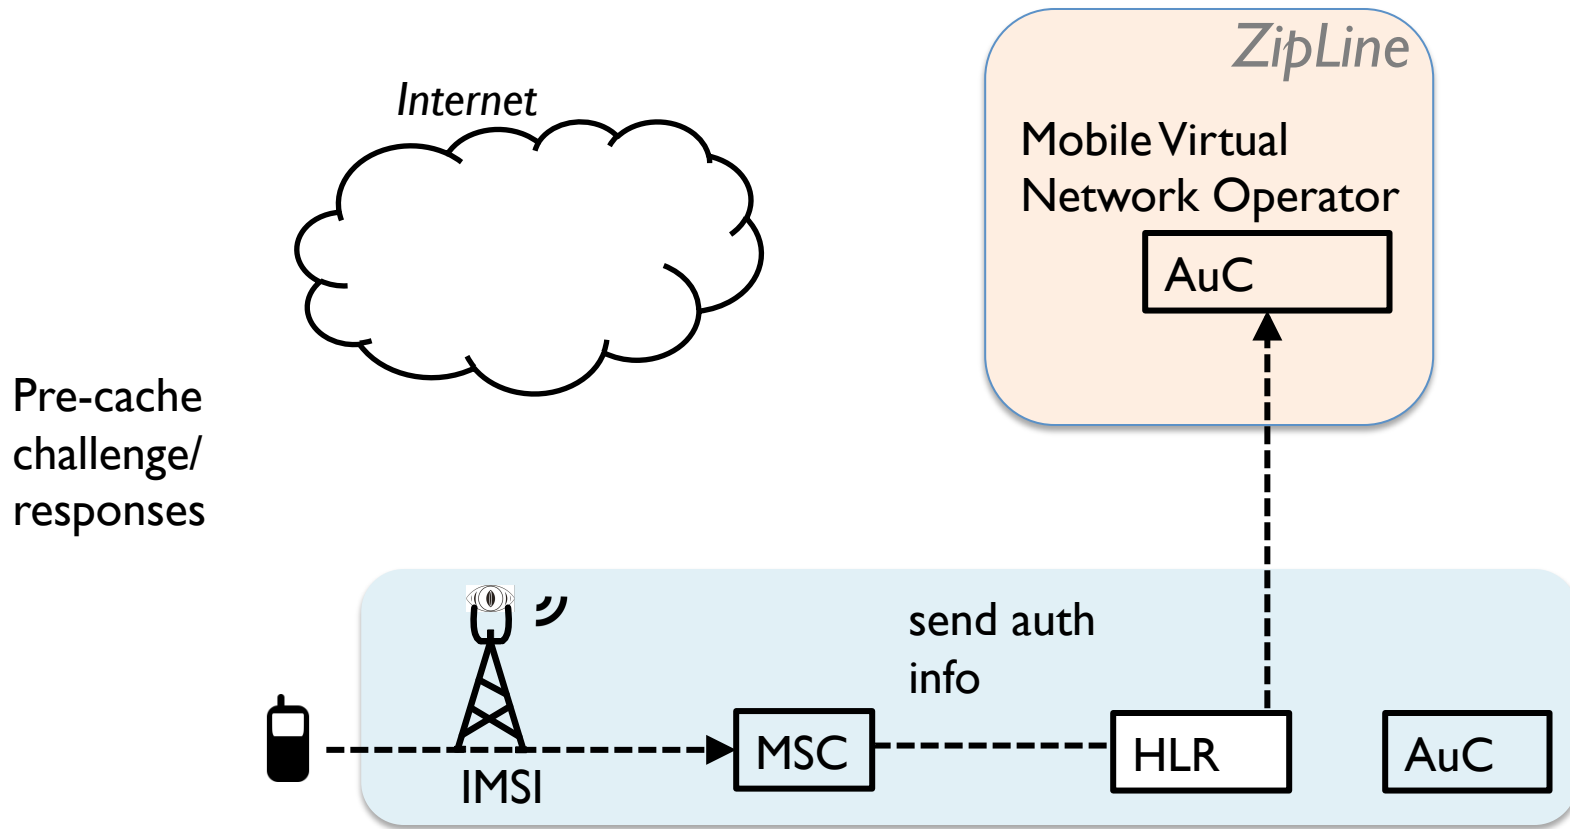 ZipLine
Internet
Mobile Virtual
Network Operator
AuC
Pre-cache
challenge/
responses
send auth
info
MSC
HLR
AuC
IMSI